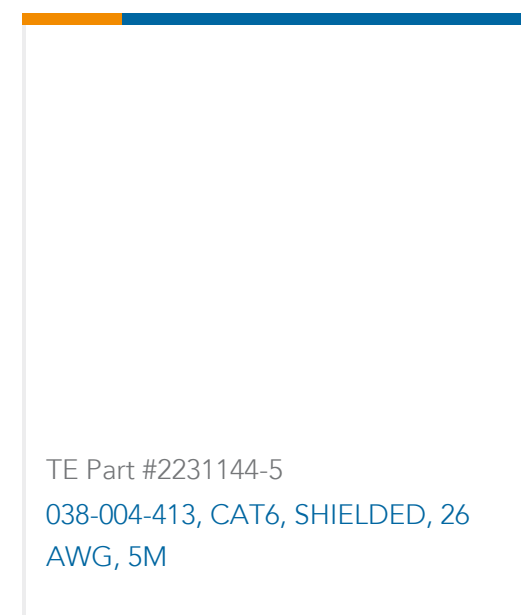 TE Part #2231144-5
038-004-413, CAT6, SHIELDED, 26
AWG, 5M